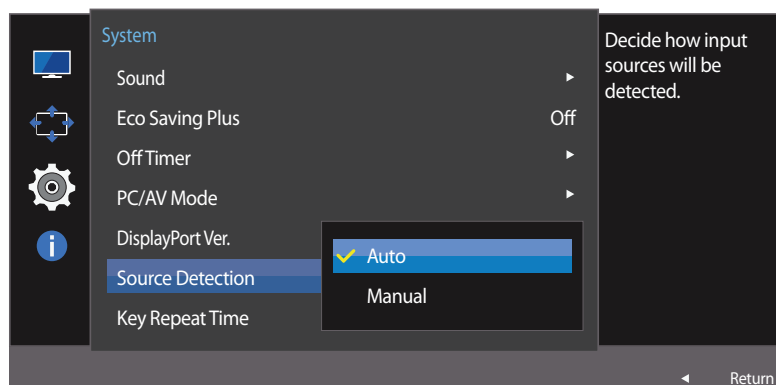 System
Sound
Eco Saving Plus Off
Off Timer
PC/AV Mode
DisplayPort Ver.
Source Detection
Key Repeat Time
Auto
Manual
Decide how input
sources will be
detected.
Return